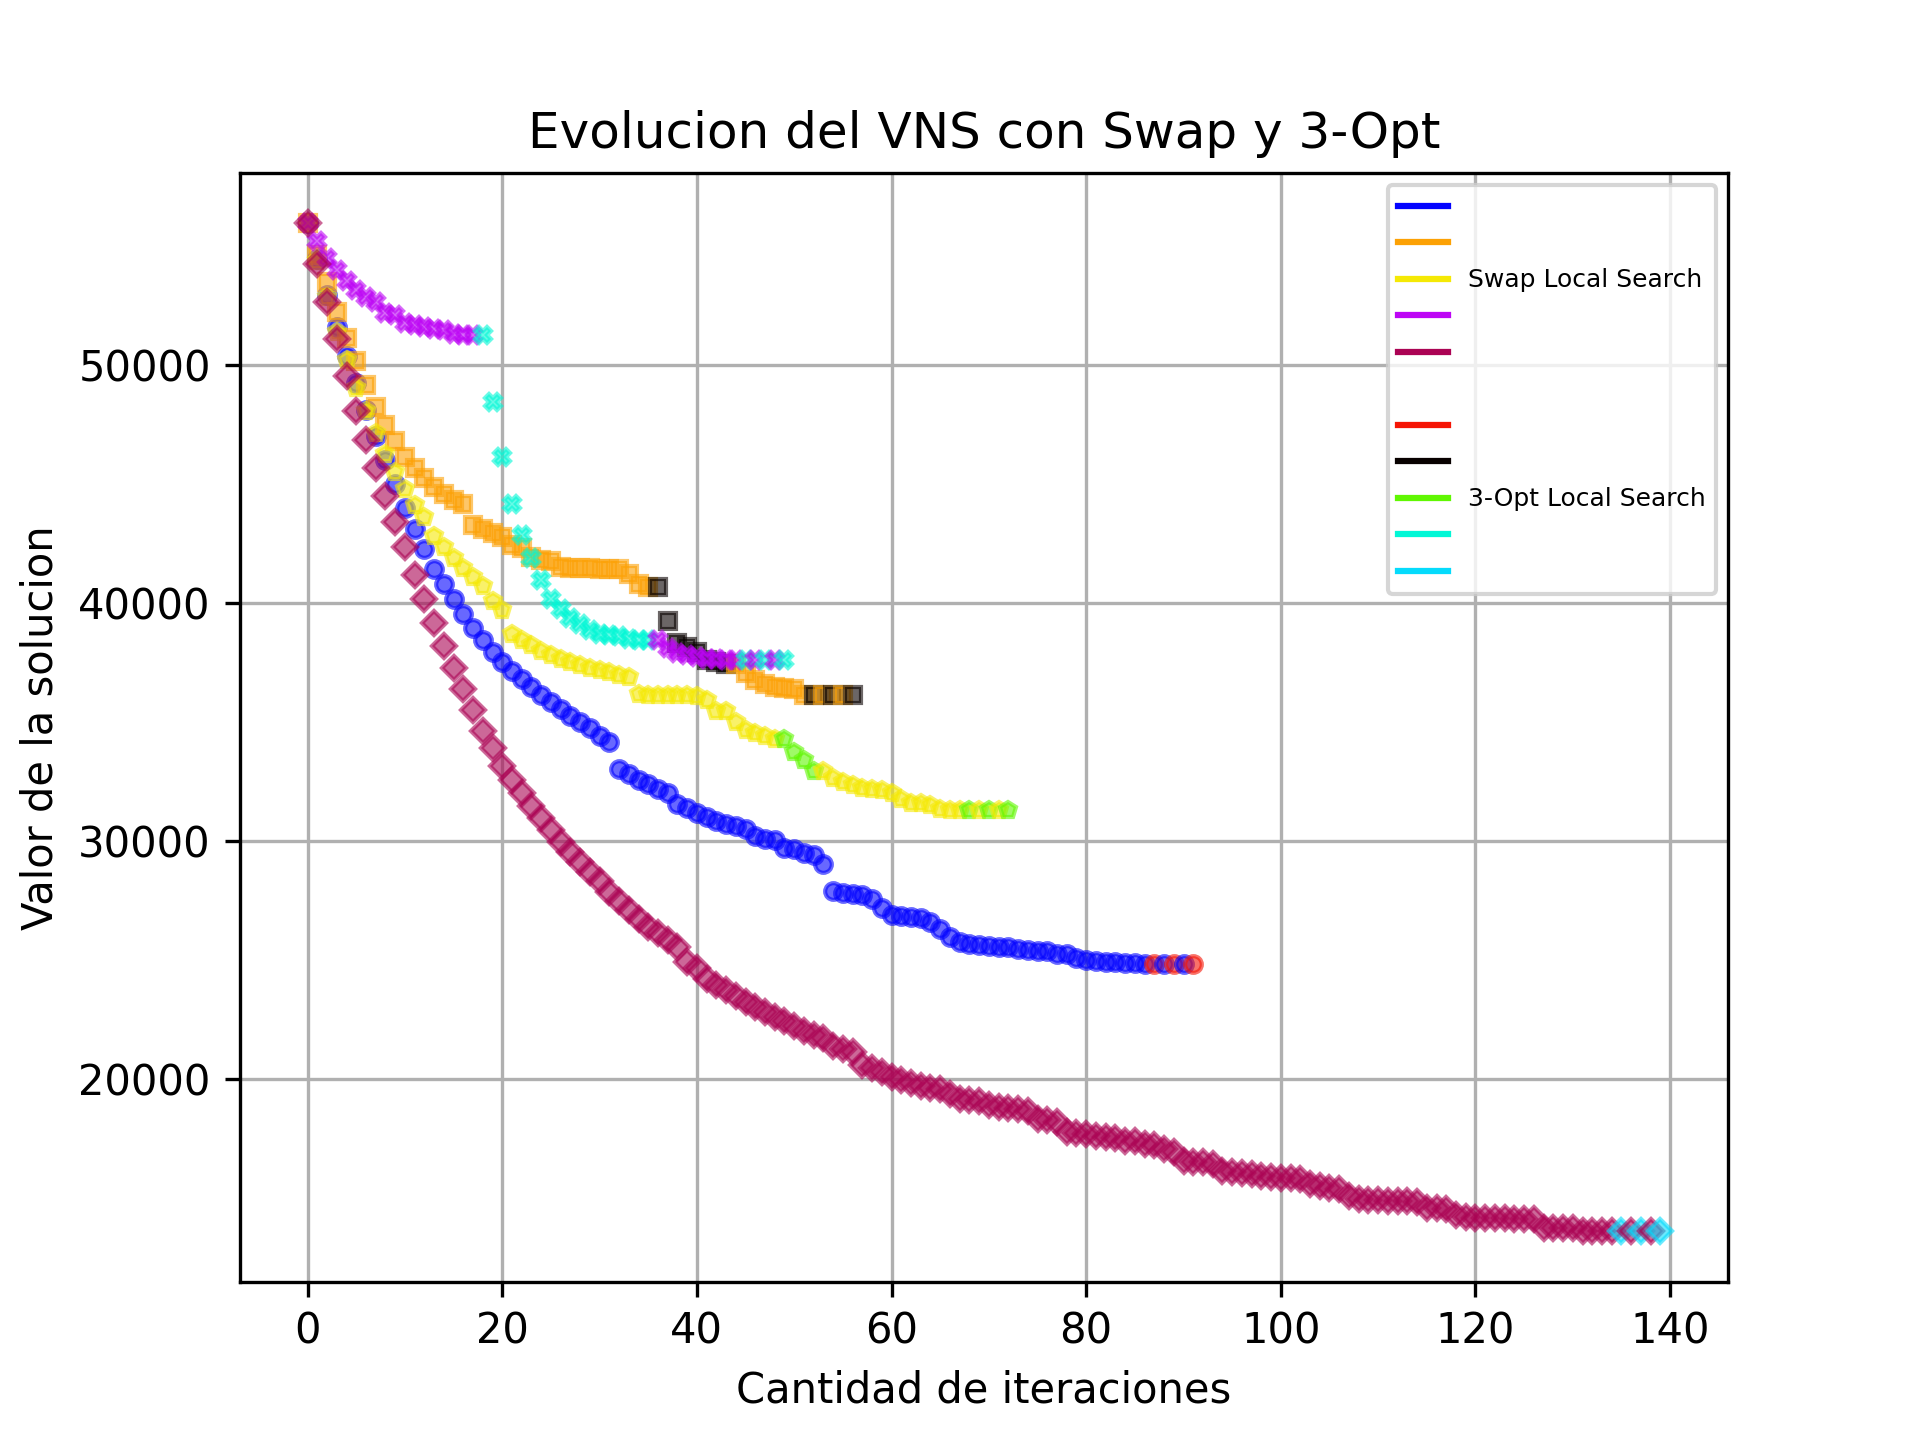 Evolucion del VNS con Swap y 3-Opt
Swap Local Search
3-Opt Local Search
50000
40000
30000
20000
Valor de la solucion
0 20 40 60 80 100 120 140
Cantidad de iteraciones